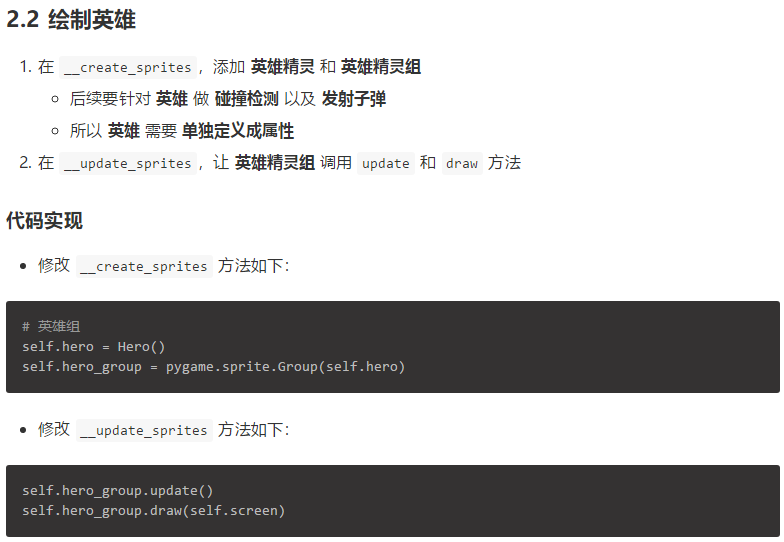 2.2 绘制英雄
1. 在 __create_sprites，添加 英雄精灵 和 英雄精灵组
后续要针对 英雄 做 碰撞检测 以及 发射子弹
所以 英雄 需要 单独定义成属性
2. 在 __update_sprites，让 英雄精灵组 调用 update 和 draw 方法
代码实现
修改 __create_sprites 方法如下：
# 英雄组
self.hero = Hero()
self.hero_group = pygame.sprite.Group(self.hero)
修改 __update_sprites 方法如下：
self.hero_group.update()
self.hero_group.draw(self.screen)